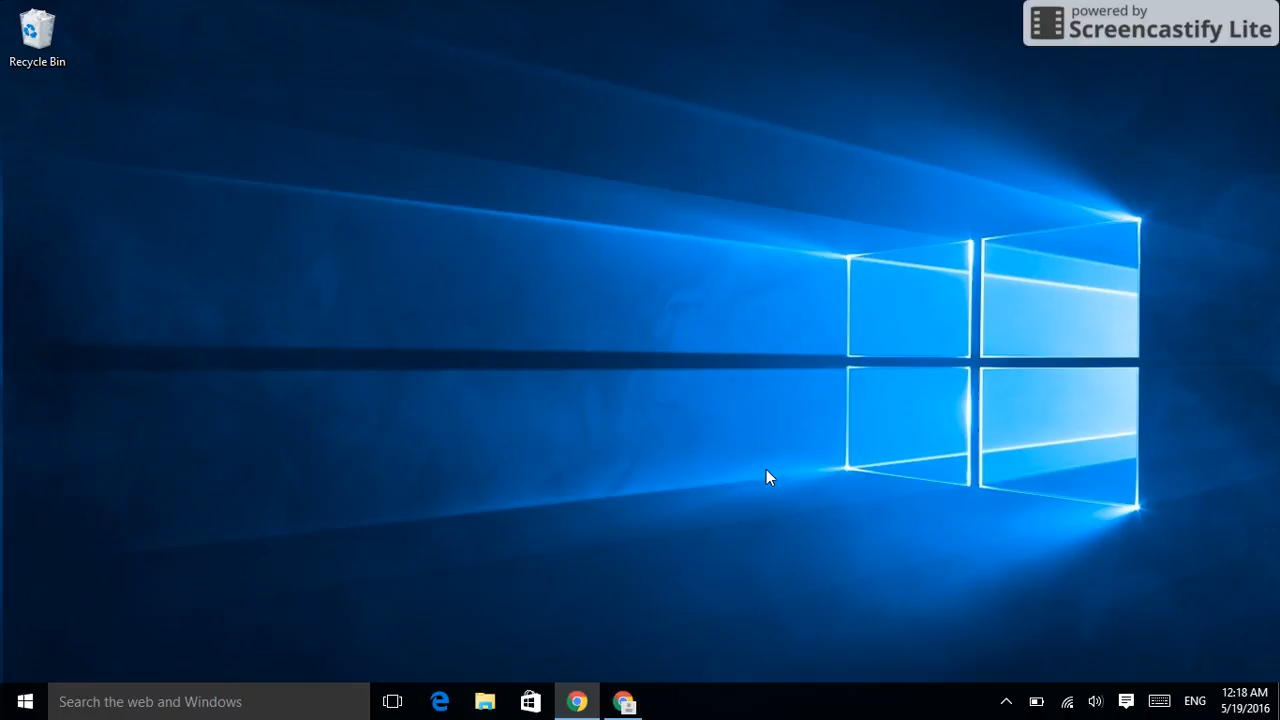 powered by
Screencastify Lite
Recycle Bin
Search the web and Windows
ENG
12:18 AM
5/19/2016